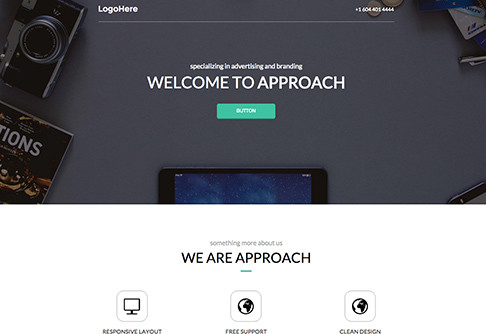 LogoHere
+1 604 401 4444
specializing in advertising and branding
WELCOME TO APPROACH
BUTTON
TIONS
something more about us
WE ARE APPROACH
RESPONSIVE LAYOUT
FREE SUPPORT
CLEAN DESIGN